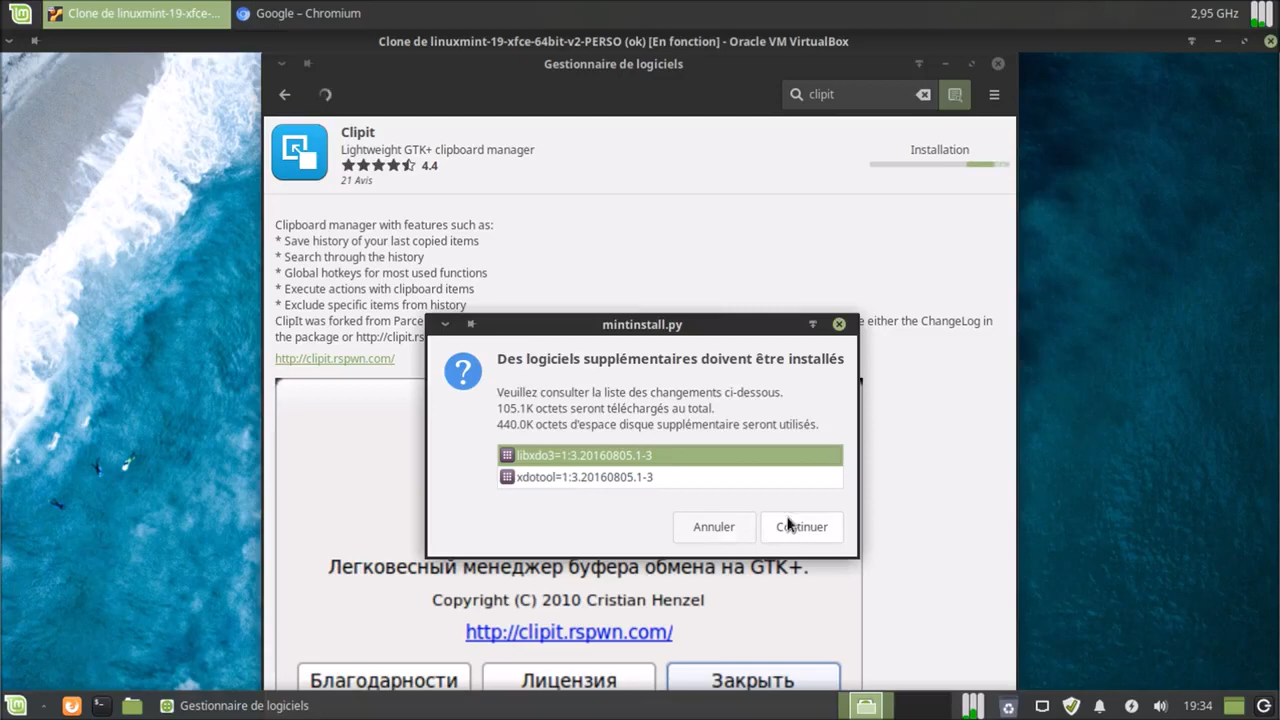 Clone de linuxmint-19-xfce-...
Google – Chromium
2,95 GHz
Clone de linuxmint-19-xfce-64bit-v2-PERSO (ok) [En fonction] - Oracle VM VirtualBox
Gestionnaire de logiciels
clipit
Clipit
Lightweight GTK+ clipboard manager
4.4
21 Avis
Installation
Clipboard manager with features such as:
* Save history of your last copied items
* Search through the history
* Global hotkeys for most used functions
* Execute actions with clipboard items
* Exclude specific items from history
ClipIt was forked from Parce
e either the ChangeLog in
the package or http://clipit.rs
http://clipit.rspwn.com/
mintinstall.py
Des logiciels supplémentaires doivent être installés
Veuillez consulter la liste des changements ci-dessous.
105.1K octets seront téléchargés au total.
440.0K octets d'espace disque supplémentaire seront utilisés.
libxdo3=1:3.20160805.1-3
xdotool=1:3.20160805.1-3
Annuler
Continuer
Легковесный менеджер буфера обмена на GTK+.
Copyright (C) 2010 Cristian Henzel
http://clipit.rspwn.com/
Благодарности
Лицензия
Закрыть
Gestionnaire de logiciels
19:34